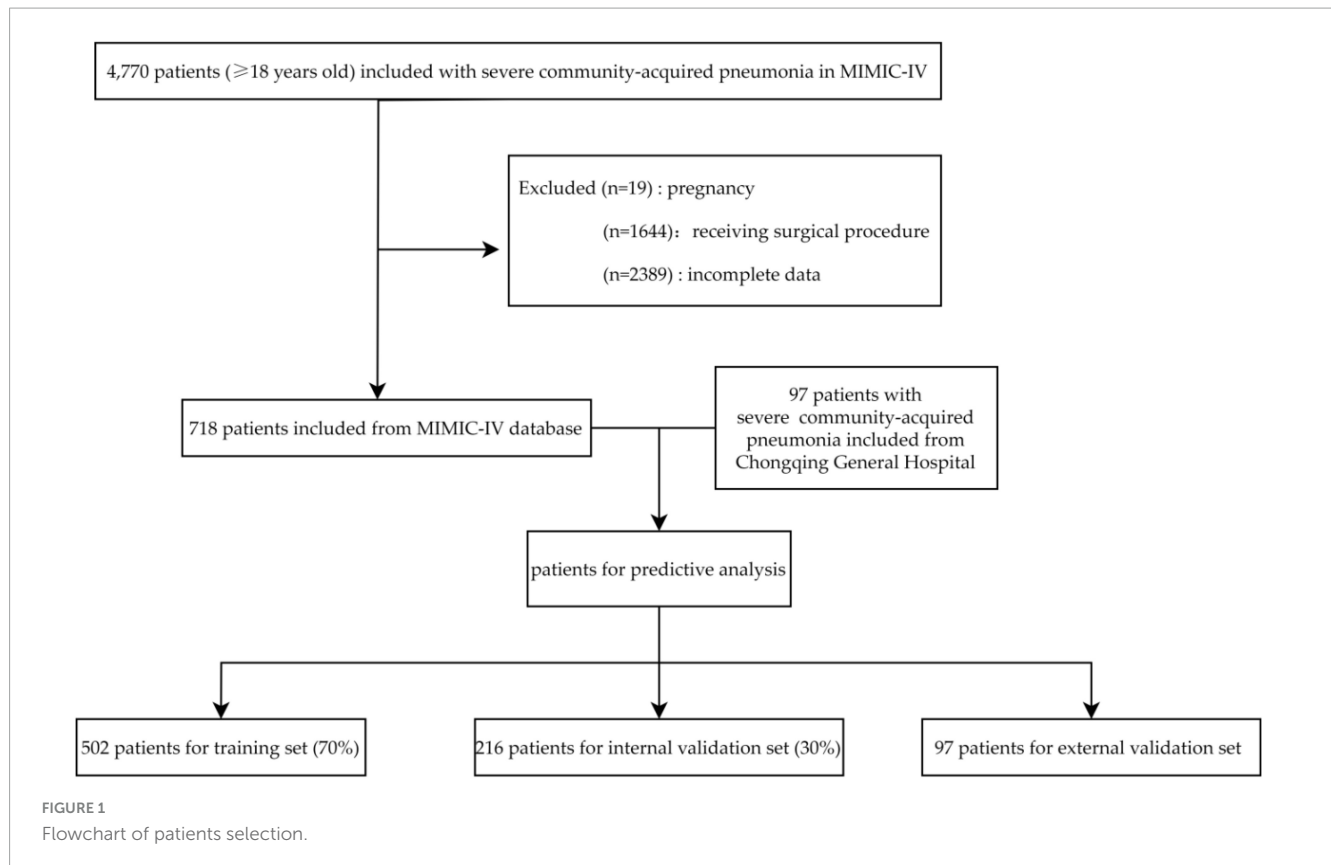 4,770 patients (≥18 years old) included with severe community-acquired pneumonia in MIMIC-IV
Excluded (n=19) : pregnancy
(n=1644): receiving surgical procedure
(n=2389) : incomplete data
718 patients included from MIMIC-IV database
97 patients with
severe community-acquired
pneumonia included from
Chongqing General Hospital
patients for predictive analysis
502 patients for training set (70%)
216 patients for internal validation set (30%)
97 patients for external validation set
FIGURE 1
Flowchart of patients selection.